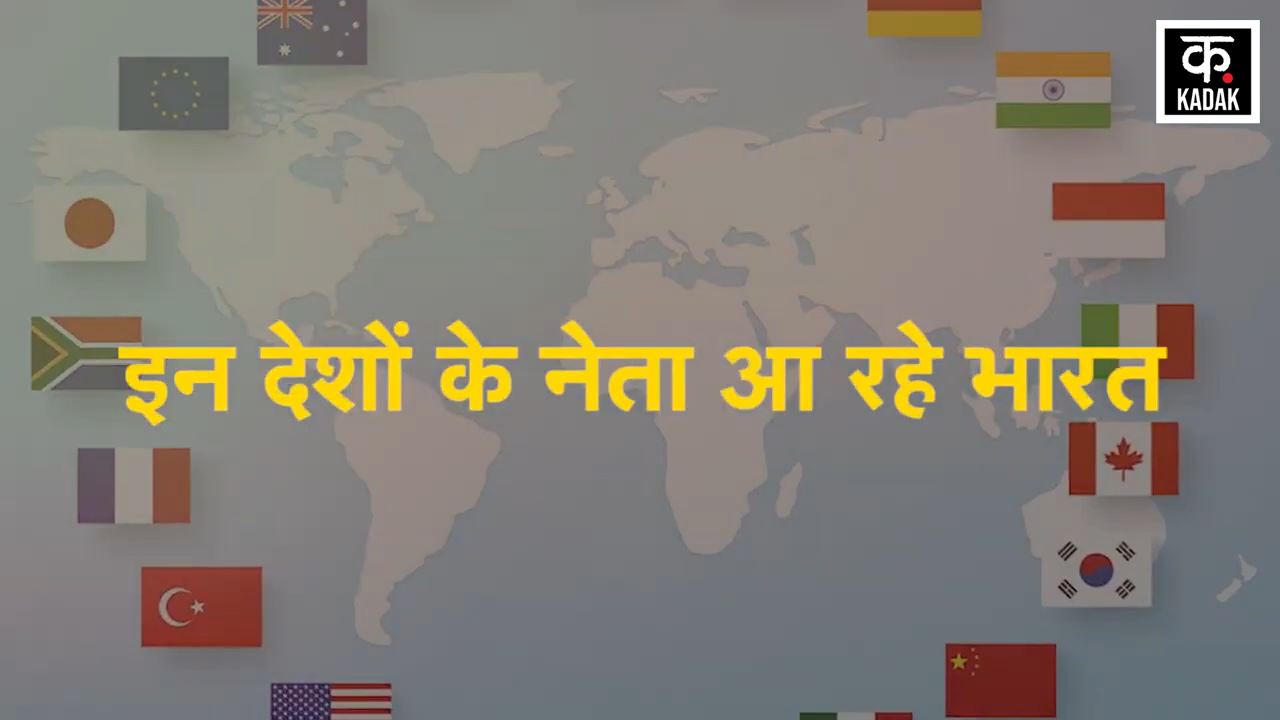 क.
KADAK
इन देशों के नेता आ रहे भारत